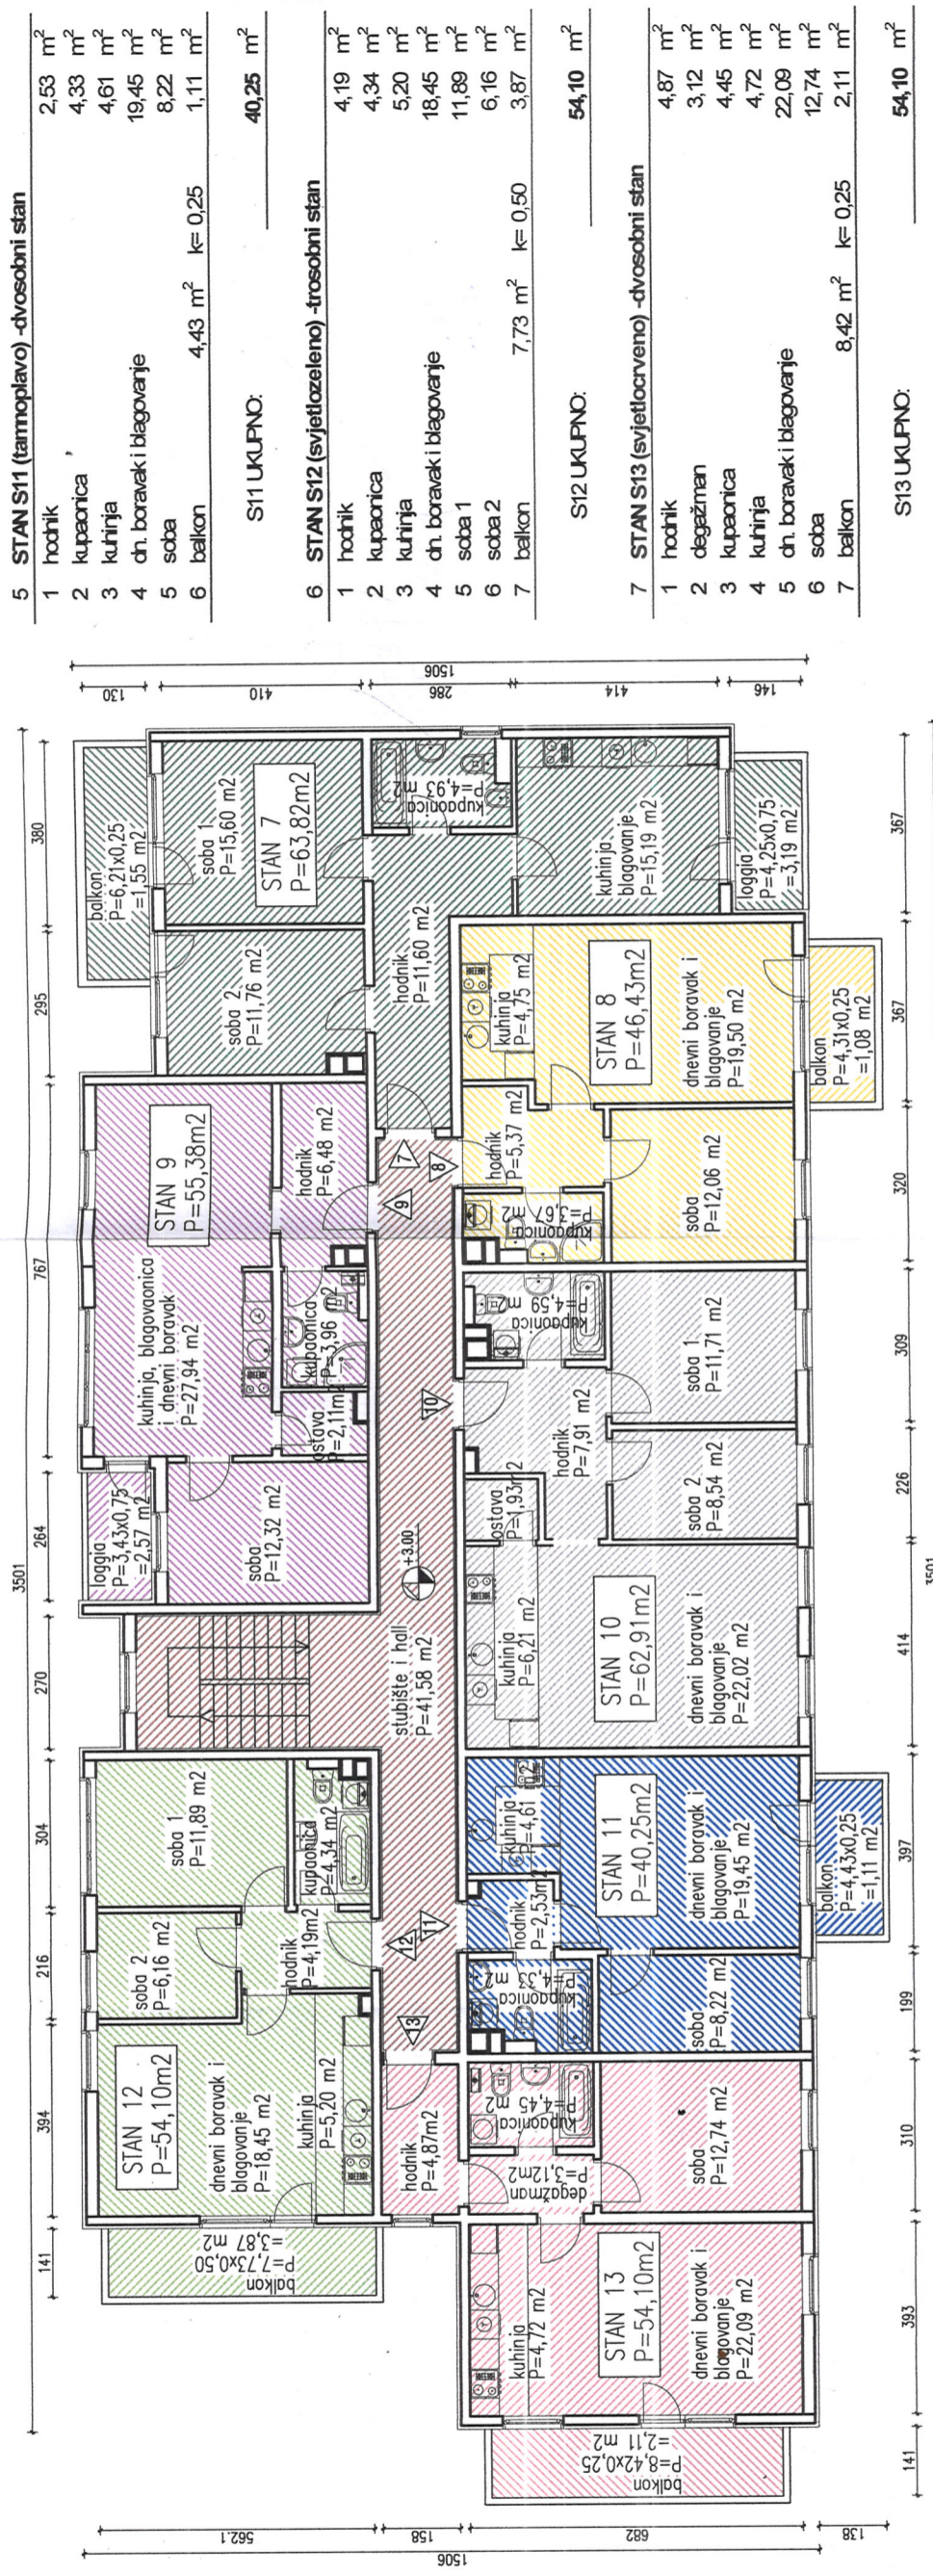 5 STAN S11 (tamnoplavo) -dvosobni stan
1 hodnik 2,53 m²
2 kupaonica 4,33 m²
3 kuhinja 4,61 m²
4 dn. boravak i blagovanje 19,45 m²
5 soba 8,22 m²
6 balkon 4,43 m² k= 0,25 1,11 m²
S11 UKUPNO: 40,25 m²
6 STAN S12 (svjetlozeleno) -trosobni stan
1 hodnik 4,19 m²
2 kupaonica 4,34 m²
3 kuhinja 5,20 m²
4 dn. boravak i blagovanje 18,45 m²
5 soba 1 11,89 m²
6 soba 2 6,16 m²
7 balkon 7,73 m² k= 0,50 3,87 m²
S12 UKUPNO: 54,10 m²
7 STAN S13 (svjetlocrveno) -dvosobni stan
1 hodnik 4,87 m²
2 degažman 3,12 m²
3 kupaonica 4,45 m²
4 kuhinja 4,72 m²
5 dn. boravak i blagovanje 22,09 m²
6 soba 12,74 m²
7 balkon 8,42 m² k= 0,25 2,11 m²
S13 UKUPNO: 54,10 m²
3501
141
394
216
304
270
264
767
295
380
1506
562.1
158
682
138
1506
130
410
286
414
146
balkon
P=7,73x0,50
=3,87 m2
STAN 12
P=54,10m2
dnevni boravak i
blagovanje
P=18,45 m2
kuhinja
P=5,20 m2
soba 2
P=6,16 m2
hodnik
P=4,19m2
soba 1
P=11,89 m2
kupaonica
P=4,34 m2
stubište i hall
P=41,58 m2
+3.00
loggia
P=3,43x0,75
=2,57 m2
soba
P=12,32 m2
kuhinja, blagovaonica
i dnevni boravak
P=27,94 m2
STAN 9
P=55,38m2
ostava
P=2,11m2
kupaonica
P=3,96 m2
hodnik
P=6,48 m2
balkon
P=6,21x0,25
=1,55 m2
soba 2
P=11,76 m2
soba 1
P=15,60 m2
STAN 7
P=63,82m2
hodnik
P=11,60 m2
kupaonica
P=4,93 m2
kuhinja
blagovanje
P=15,19 m2
loggia
P=4,25x0,75
=3,19 m2
13
12
11
10
9
8
7
hodnik
P=4,87m2
degažman
P=3,12m2
kupaonica
P=4,45 m2
kuhinja
P=4,72 m2
STAN 13
P=54,10m2
dnevni boravak i
blagovanje
P=22,09 m2
soba
P=12,74 m2
balkon
P=8,42x0,25
=2,11 m2
kupaonica
P=4,33 m2
hodnik
P=2,53m2
kuhinja
P=4,61 m2
STAN 11
P=40,25m2
dnevni boravak i
blagovanje
P=19,45 m2
soba
P=8,22 m2
balkon
P=4,43x0,25
=1,11 m2
kuhinja
P=6,21 m2
ostava
P=1,93m2
hodnik
P=7,91 m2
kupaonica
P=4,59 m2
STAN 10
P=62,91m2
dnevni boravak i
blagovanje
P=22,02 m2
soba 2
P=8,54 m2
soba 1
P=11,71 m2
kupaonica
P=3,67 m2
hodnik
P=5,37 m2
kuhinja
P=4,75 m2
STAN 8
P=46,43m2
dnevni boravak i
blagovanje
P=19,50 m2
soba
P=12,06 m2
balkon
P=4,31x0,25
=1,08 m2
141
393
310
199
397
414
226
309
320
367
367
3501